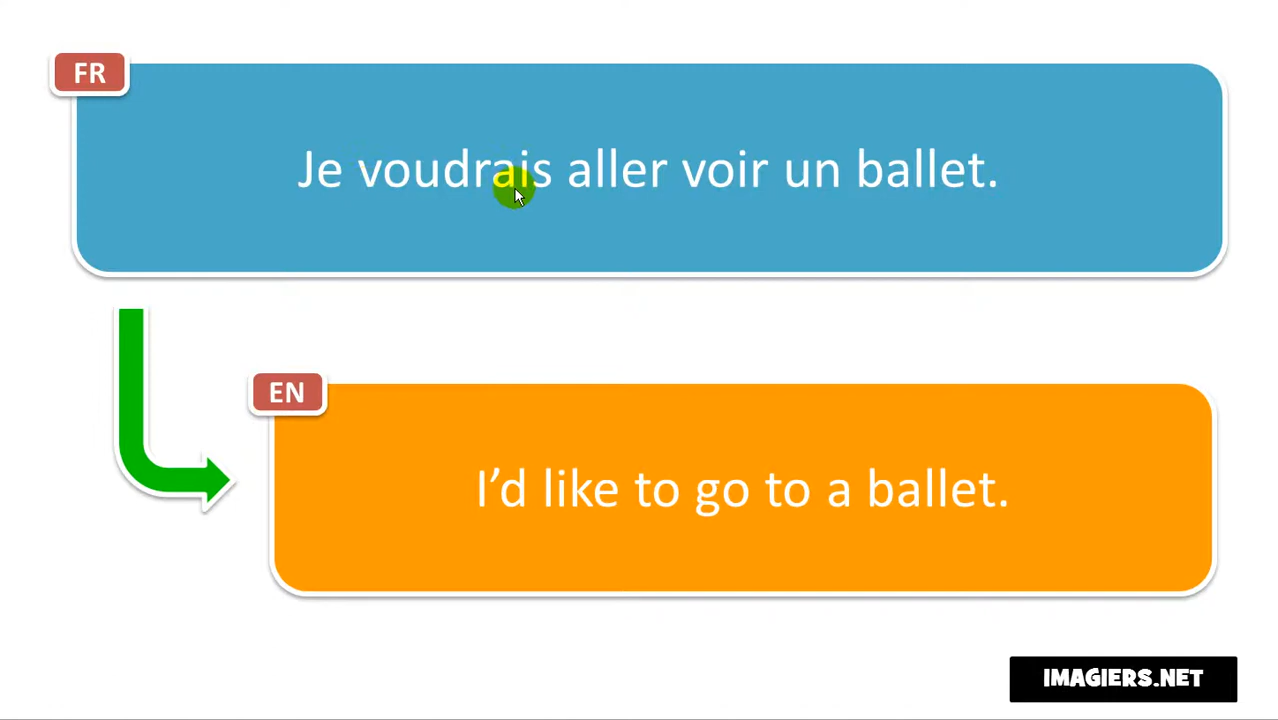 FR
Je voudrais aller voir un ballet.
EN
I’d like to go to a ballet.
IMAGIERS.NET